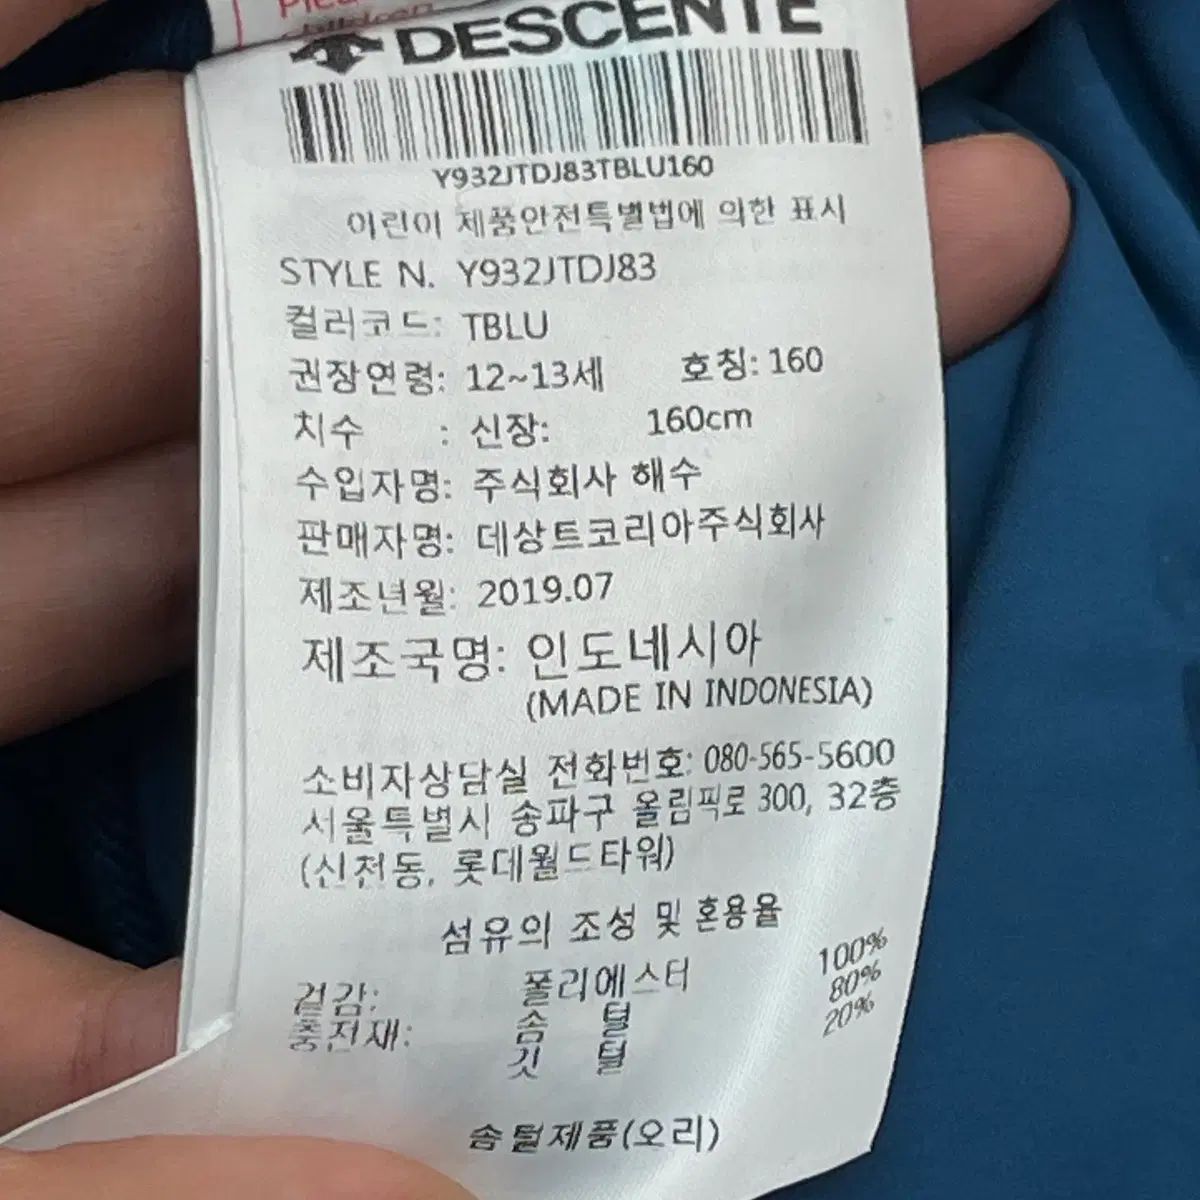 children
DESCENTE
Y932JTDJ83TBLU160
어린이 제품안전특별법에 의한 표시
STYLE N. Y932JTDJ83
컬러코드: TBLU
권장연령: 12~13세 호칭: 160
치수 : 신장: 160cm
수입자명: 주식회사 해수
판매자명: 데상트코리아주식회사
제조년월: 2019.07
제조국명: 인도네시아
(MADE IN INDONESIA)
소비자상담실 전화번호: 080-565-5600
서울특별시 송파구 올림픽로 300, 32층
(신천동, 롯데월드타워)
섬유의 조성 및 혼용율
겉감: 폴리에스터 100%
충전재: 솜 털 80%
깃 털 20%
솜털제품(오리)